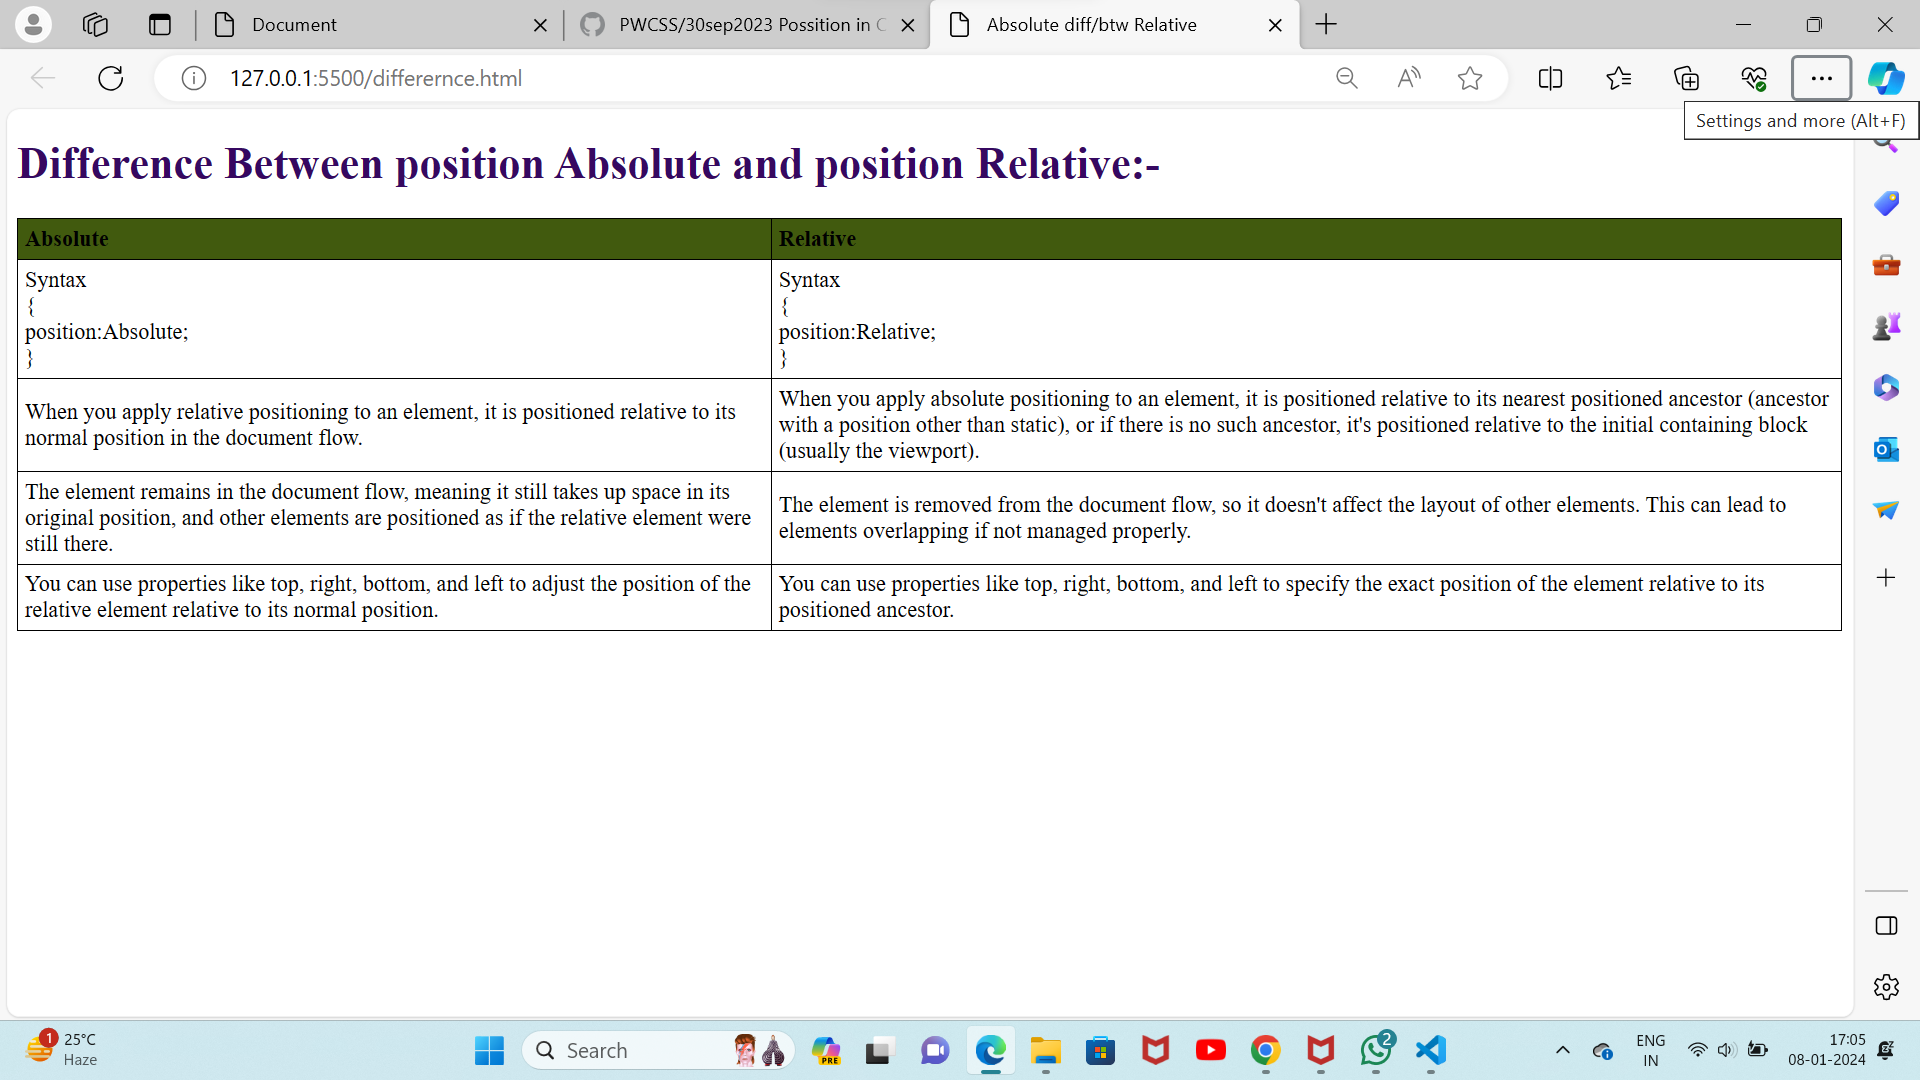 Document
PWCSS/30sep2023 Possition in C
Absolute diff/btw Relative
127.0.0.1:5500/differernce.html
Settings and more (Alt+F)
Difference Between position Absolute and position Relative:-
Absolute
Relative
Syntax
{
position:Absolute;
}
Syntax
{
position:Relative;
}
When you apply relative positioning to an element, it is positioned relative to its
normal position in the document flow.
When you apply absolute positioning to an element, it is positioned relative to its nearest positioned ancestor (ancestor
with a position other than static), or if there is no such ancestor, it's positioned relative to the initial containing block
(usually the viewport).
The element remains in the document flow, meaning it still takes up space in its
original position, and other elements are positioned as if the relative element were
still there.
The element is removed from the document flow, so it doesn't affect the layout of other elements. This can lead to
elements overlapping if not managed properly.
You can use properties like top, right, bottom, and left to adjust the position of the
relative element relative to its normal position.
You can use properties like top, right, bottom, and left to specify the exact position of the element relative to its
positioned ancestor.
1
25°C
Haze
Search
PRE
2
ENG
IN
17:05
08-01-2024